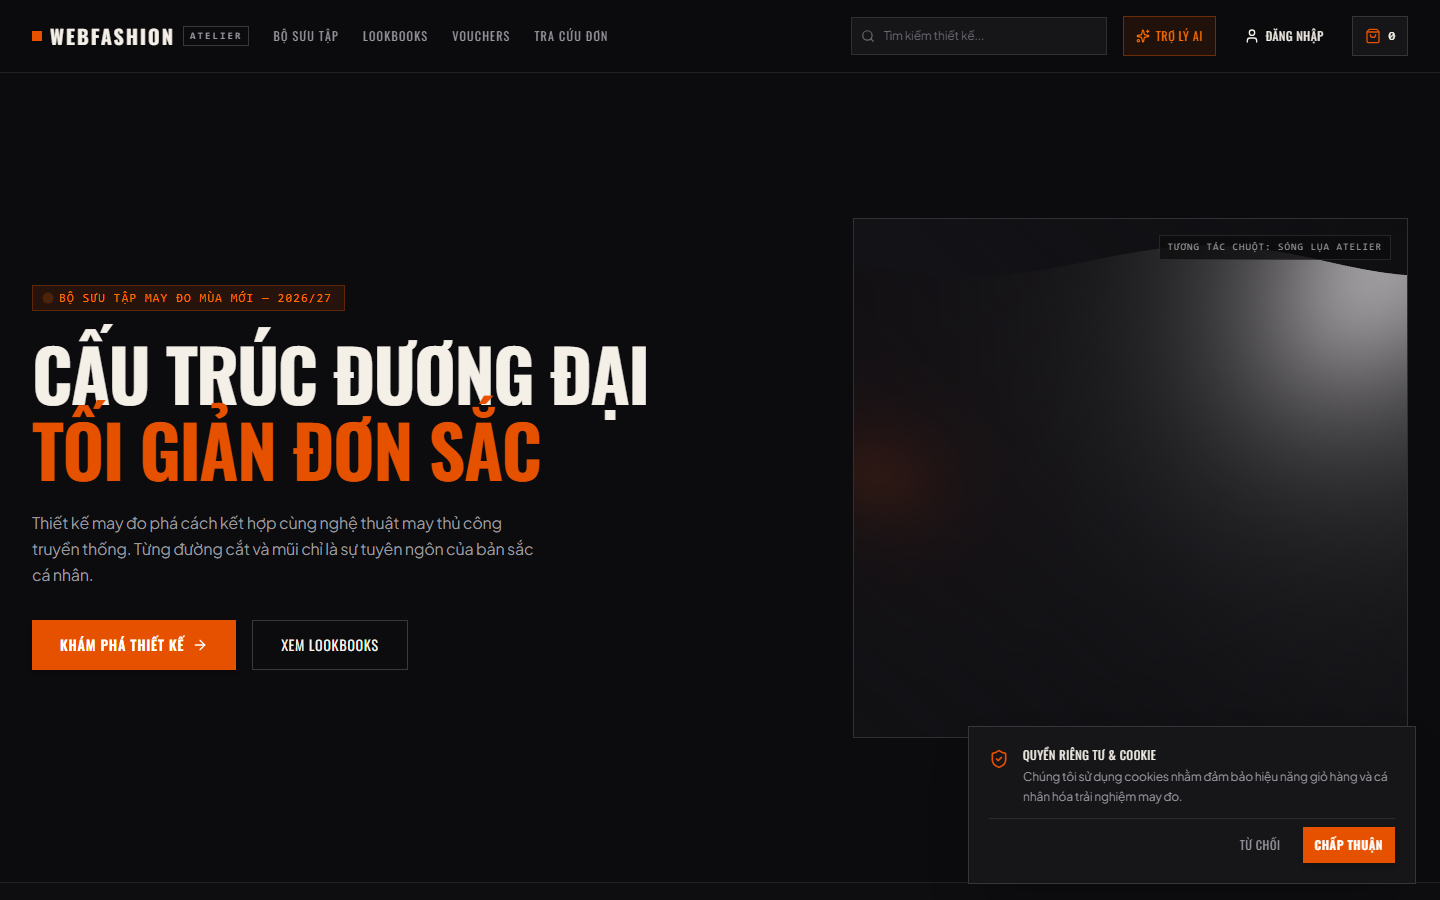 WEBFASHION ATELIER BỘ SƯU TẬP LOOKBOOKS VOUCHERS TRA CỨU ĐƠN Tìm kiếm thiết kế... TRỢ LÝ AI ĐĂNG NHẬP 0
TƯƠNG TÁC CHUỘT: SÓNG LỤA ATELIER
BỘ SƯU TẬP MAY ĐO MÙA MỚI — 2026/27
CẤU TRÚC ĐƯƠNG ĐẠI
TỐI GIẢN ĐƠN SẮC
Thiết kế may đo phá cách kết hợp cùng nghệ thuật may thủ công
truyền thống. Từng đường cắt và mũi chỉ là sự tuyên ngôn của bản sắc
cá nhân.
KHÁM PHÁ THIẾT KẾ → XEM LOOKBOOKS
QUYỀN RIÊNG TƯ & COOKIE
Chúng tôi sử dụng cookies nhằm đảm bảo hiệu năng giỏ hàng và cá
nhân hóa trải nghiệm may đo.
TỪ CHỐI CHẤP THUẬN